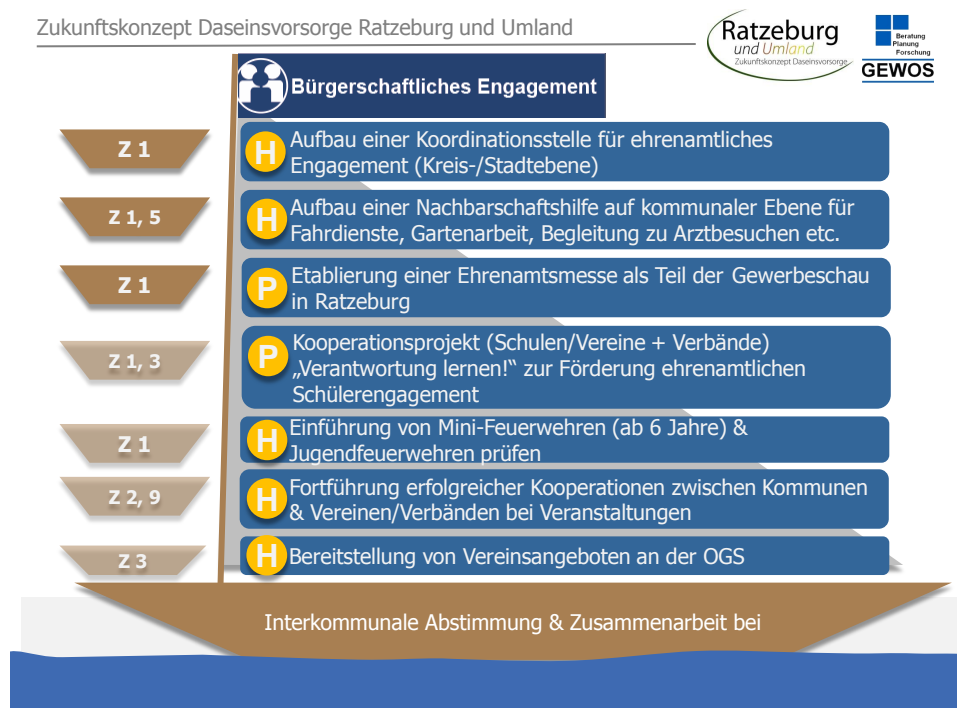 Zukunftskonzept Daseinsvorsorge Ratzeburg und Umland
Ratzeburg
und Umland
Zukunftskonzept Daseinsvorsorge
Beratung
Planung
Forschung
GEWOS
Bürgerschaftliches Engagement
Z 1
H
Aufbau einer Koordinationsstelle für ehrenamtliches
Engagement (Kreis-/Stadtebene)
Z 1, 5
H
Aufbau einer Nachbarschaftshilfe auf kommunaler Ebene für
Fahrdienste, Gartenarbeit, Begleitung zu Arztbesuchen etc.
Z 1
P
Etablierung einer Ehrenamtsmesse als Teil der Gewerbeschau
in Ratzeburg
Z 1, 3
P
Kooperationsprojekt (Schulen/Vereine + Verbände)
„Verantwortung lernen!“ zur Förderung ehrenamtlichen
Schülerengagement
Z 1
H
Einführung von Mini-Feuerwehren (ab 6 Jahre) &
Jugendfeuerwehren prüfen
Z 2, 9
H
Fortführung erfolgreicher Kooperationen zwischen Kommunen
& Vereinen/Verbänden bei Veranstaltungen
Z 3
H
Bereitstellung von Vereinsangeboten an der OGS
Interkommunale Abstimmung & Zusammenarbeit bei